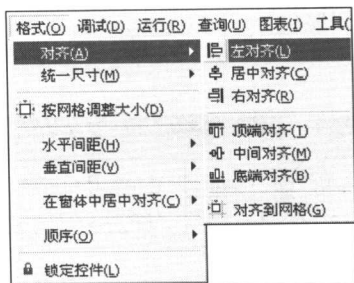 格式(O) 调试(D) 运行(R) 查询(U) 图表(I) 工具(
对齐(A)
统一尺寸(M)
按网格调整大小(D)
水平间距(H)
垂直间距(V)
在窗体中居中对齐(C)
顺序(O)
锁定控件(L)
左对齐(L)
居中对齐(C)
右对齐(R)
顶端对齐(T)
中间对齐(M)
底端对齐(B)
对齐到网格(G)